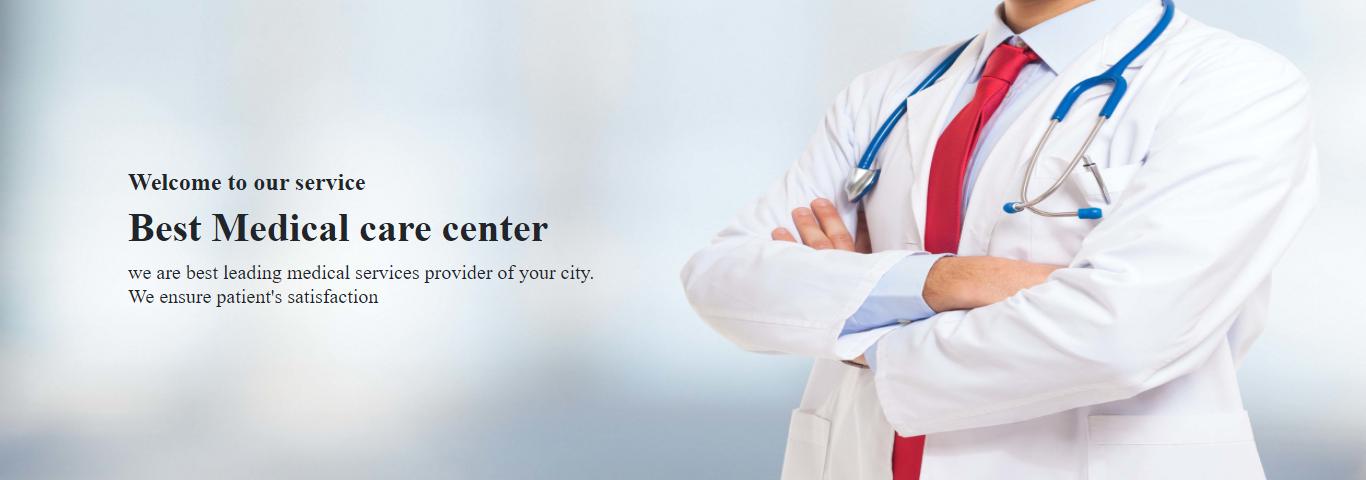 Welcome to our service
Best Medical care center
we are best leading medical services provider of your city.
We ensure patient's satisfaction